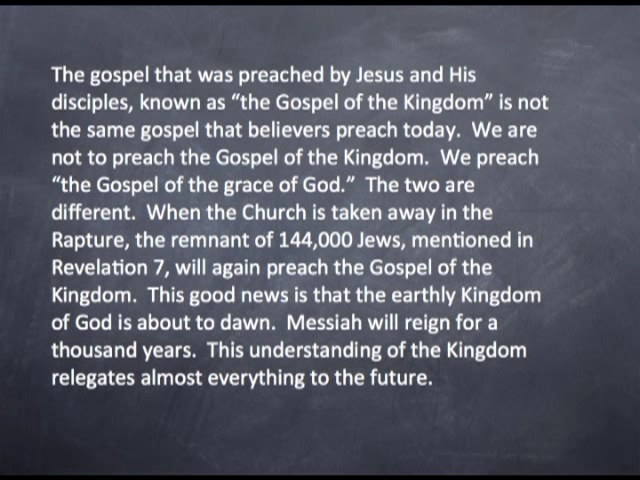 The gospel that was preached by Jesus and His
disciples, known as “the Gospel of the Kingdom” is not
the same gospel that believers preach today.  We are
not to preach the Gospel of the Kingdom.  We preach
“the Gospel of the grace of God.”  The two are
different.  When the Church is taken away in the
Rapture, the remnant of 144,000 Jews, mentioned in
Revelation 7, will again preach the Gospel of the
Kingdom.  This good news is that the earthly Kingdom
of God is about to dawn.  Messiah will reign for a
thousand years.  This understanding of the Kingdom
relegates almost everything to the future.